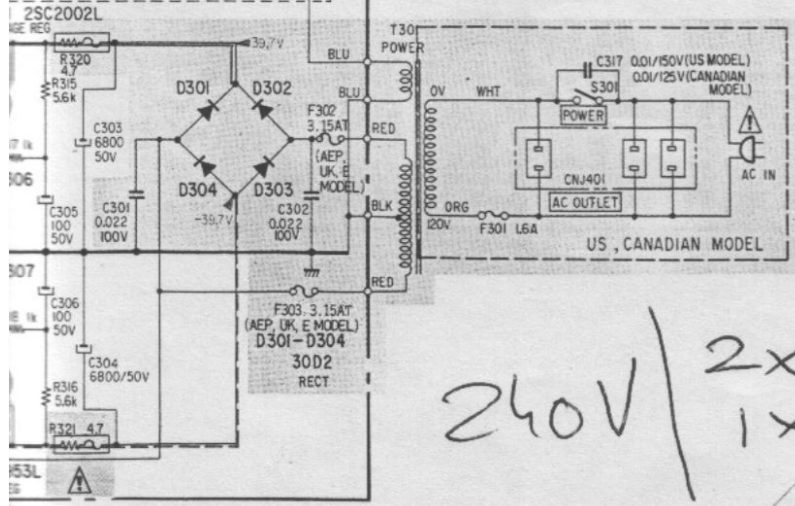 2SC2002L
GE REG
R320
4.7
R315
5.6k
39.7V
D301
D302
D304
D303
-39.7V
C303
6800
50V
C305
100
50V
C301
0.022
100V
C302
0.022
100V
F302
3.15AT
(AEP,
UK, E
MODEL)
BLU
BLU
RED
BLK
RED
T30
POWER
0V
WHT
C317 0.01/150V (US MODEL)
0.01/125V (CANADIAN
MODEL)
S301
POWER
CNJ401
AC OUTLET
AC IN
ORG
120V
F301 1.6A
US, CANADIAN MODEL
306
307
C306
100
50V
C304
6800/50V
R316
5.6k
R321 4.7
F303 3.15AT
(AEP, UK, E MODEL)
D301-D304
30D2
RECT
53L
240V / 2x
1x